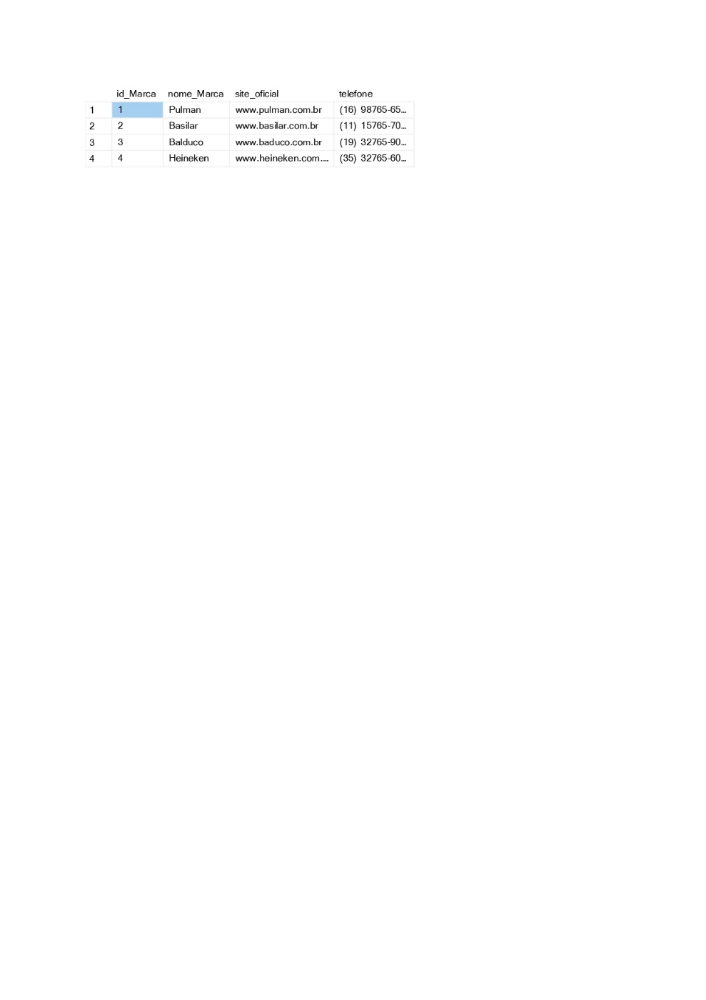 id_Marca nome_Marca site_oficial telefone
1 1 Pulman www.pulman.com.br (16) 98765-65...
2 2 Basilar www.basilar.com.br (11) 15765-70...
3 3 Balduco www.baduco.com.br (19) 32765-90...
4 4 Heineken www.heineken.com.... (35) 32765-60...